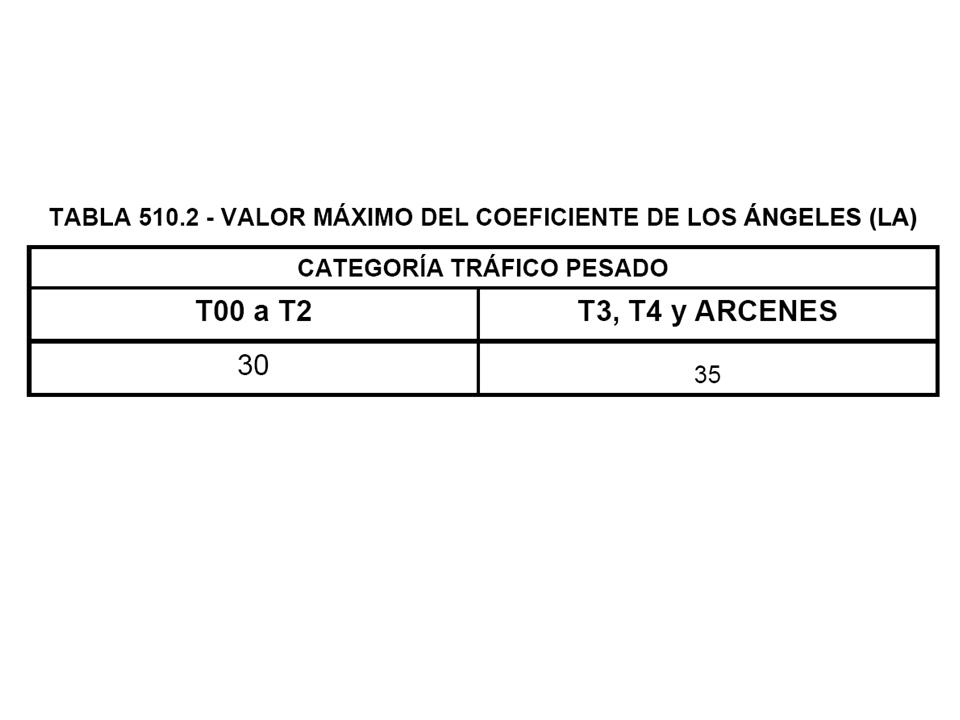 TABLA 510.2 - VALOR MÁXIMO DEL COEFICIENTE DE LOS ÁNGELES (LA)
CATEGORÍA TRÁFICO PESADO
T00 a T2 T3, T4 y ARCENES
30 35